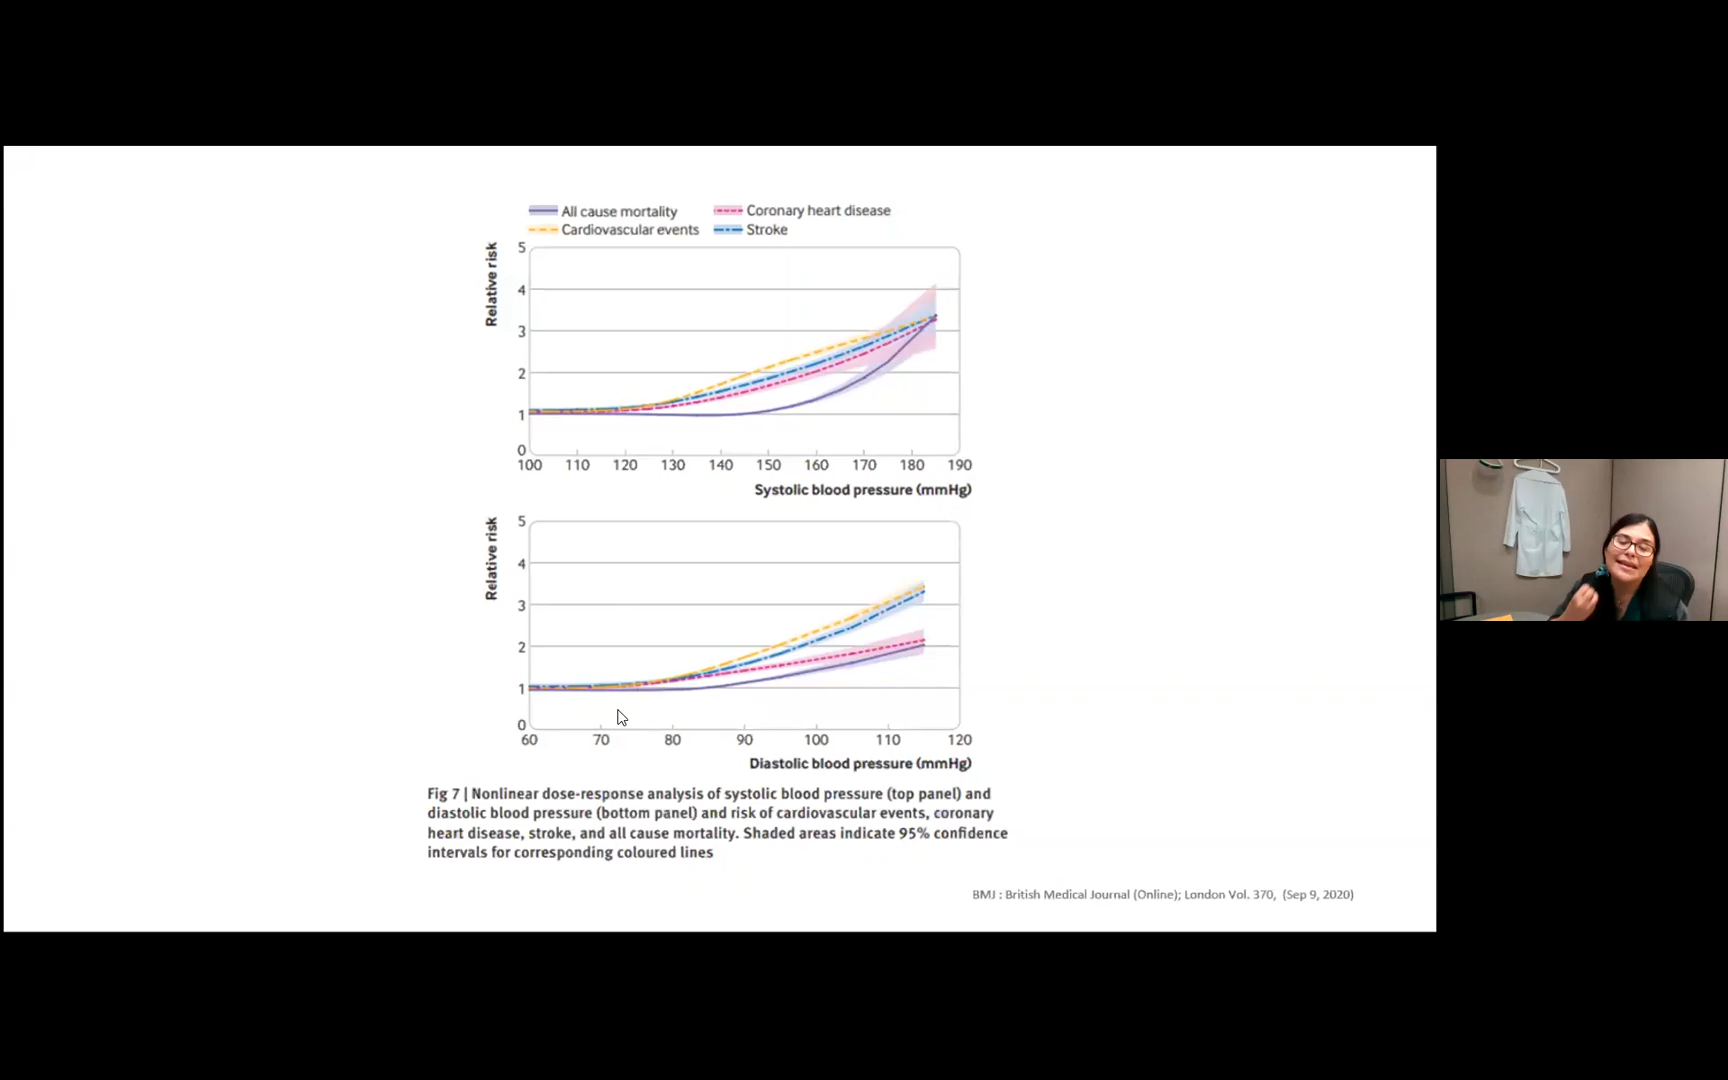 All cause mortality
Coronary heart disease
Cardiovascular events
Stroke
Relative risk
5
4
3
2
1
0
100 110 120 130 140 150 160 170 180 190
Systolic blood pressure (mmHg)
Relative risk
5
4
3
2
1
0
60 70 80 90 100 110 120
Diastolic blood pressure (mmHg)
Fig 7 | Nonlinear dose-response analysis of systolic blood pressure (top panel) and
diastolic blood pressure (bottom panel) and risk of cardiovascular events, coronary
heart disease, stroke, and all cause mortality. Shaded areas indicate 95% confidence
intervals for corresponding coloured lines
BMJ : British Medical Journal (Online); London Vol. 370, (Sep 9, 2020)